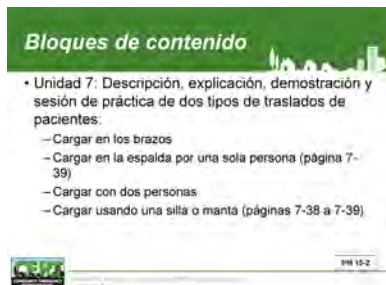 Bloques de contenido
• Unidad 7: Descripción, explicación, demostración y
sesión de práctica de dos tipos de traslados de
pacientes:
– Cargar en los brazos
– Cargar en la espalda por una sola persona (página 7-
39)
– Cargar con dos personas
– Cargar usando una silla o manta (páginas 7-38 a 7-39)
PM 15-2
CERT